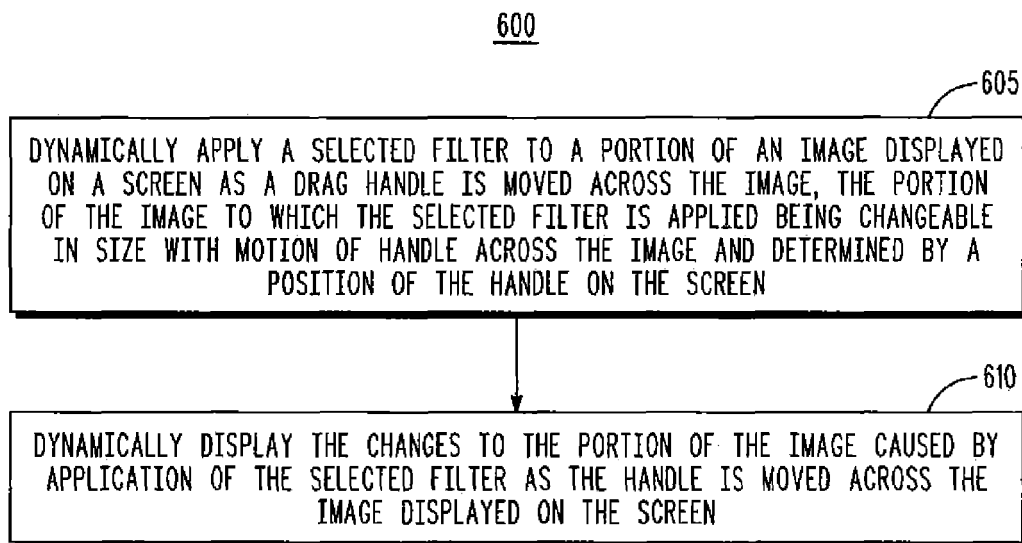 600
605
DYNAMICALLY APPLY A SELECTED FILTER TO A PORTION OF AN IMAGE DISPLAYED
ON A SCREEN AS A DRAG HANDLE IS MOVED ACROSS THE IMAGE, THE PORTION
OF THE IMAGE TO WHICH THE SELECTED FILTER IS APPLIED BEING CHANGEABLE
IN SIZE WITH MOTION OF HANDLE ACROSS THE IMAGE AND DETERMINED BY A
POSITION OF THE HANDLE ON THE SCREEN
610
DYNAMICALLY DISPLAY THE CHANGES TO THE PORTION OF THE IMAGE CAUSED BY
APPLICATION OF THE SELECTED FILTER AS THE HANDLE IS MOVED ACROSS THE
IMAGE DISPLAYED ON THE SCREEN